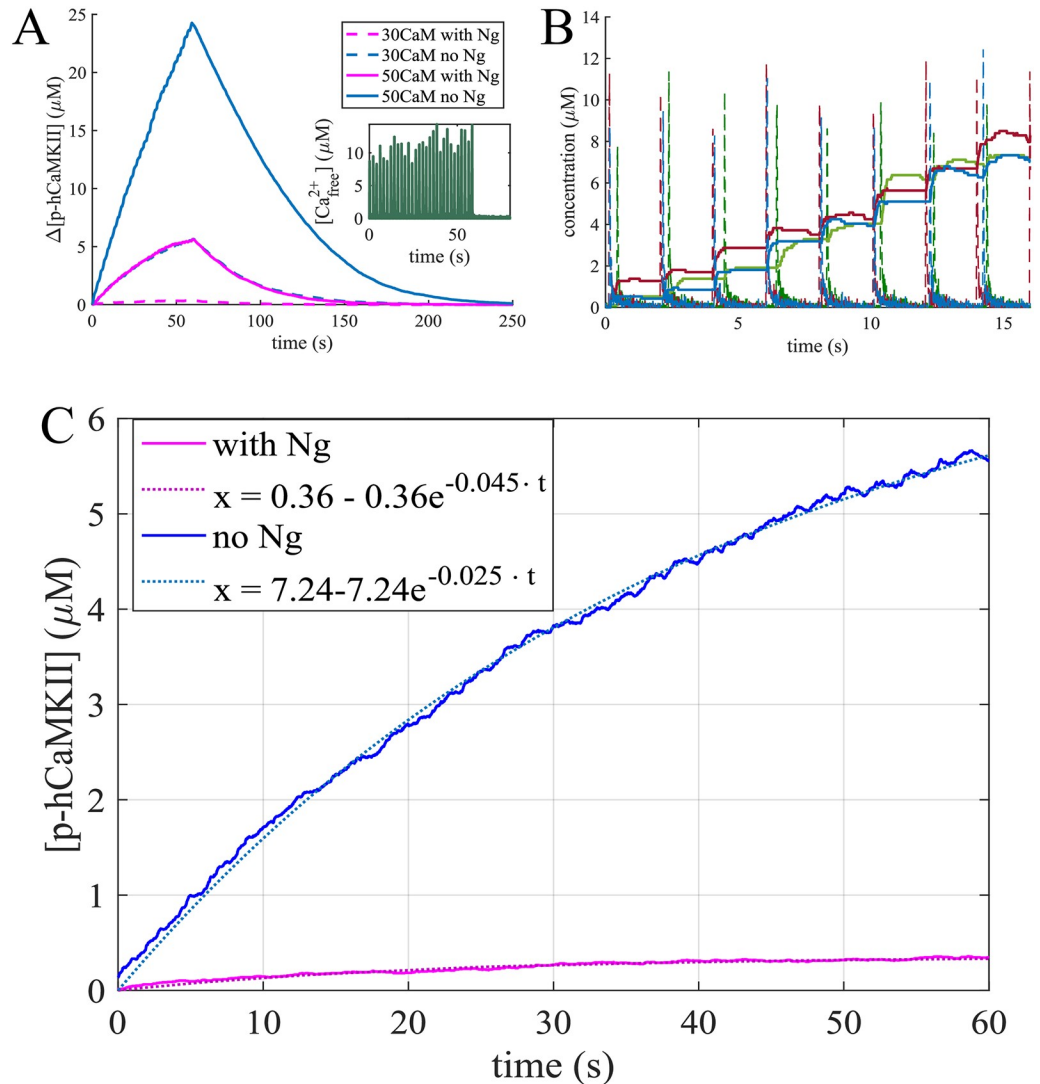 A
25
20
15
10
5
0
Δ[p-hCaMKII] (μM)
0 50 100 150 200 250
time (s)
30CaM with Ng
30CaM no Ng
50CaM with Ng
50CaM no Ng
[Ca²⁺free] (μM)
10
5
0
0 50
time (s)
B
14
12
10
8
6
4
2
0
concentration (μM)
0 5 10 15
time (s)
C
with Ng
x = 0.36 - 0.36e^-0.045· t
no Ng
x = 7.24-7.24e^-0.025 · t
[p-hCaMKII] (μM)
6
5
4
3
2
1
0
0 10 20 30 40 50 60
time (s)